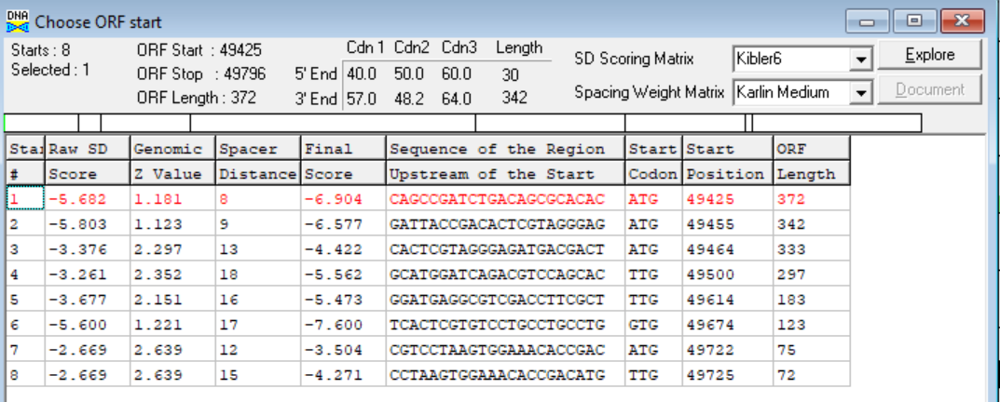 DNA Choose ORF start
Starts : 8 ORF Start : 49425 Cdn 1 Cdn2 Cdn3 Length SD Scoring Matrix Kibler6 Explore
Selected : 1 ORF Stop : 49796 5' End 40.0 50.0 60.0 30 Spacing Weight Matrix Karlin Medium Document
ORF Length : 372 3' End 57.0 48.2 64.0 342
Star Raw SD Genomic Spacer Final Sequence of the Region Start Start ORF
# Score Z Value Distance Score Upstream of the Start Codon Position Length
1 -5.682 1.181 8 -6.904 CAGCCGATCTGACAGCGCACAC ATG 49425 372
2 -5.803 1.123 9 -6.577 GATTACCGACACTCGTAGGGAG ATG 49455 342
3 -3.376 2.297 13 -4.422 CACTCGTAGGGAGATGACGACT ATG 49464 333
4 -3.261 2.352 18 -5.562 GCATGGATCAGACGTCCAGCAC TTG 49500 297
5 -3.677 2.151 16 -5.473 GGATGAGGCGTCGACCTTCGCT TTG 49614 183
6 -5.600 1.221 17 -7.600 TCACTCGTGTCCTGCCTGCCTG GTG 49674 123
7 -2.669 2.639 12 -3.504 CGTCCTAAGTGGAAACACCGAC ATG 49722 75
8 -2.669 2.639 15 -4.271 CCTAAGTGGAAACACCGACATG TTG 49725 72